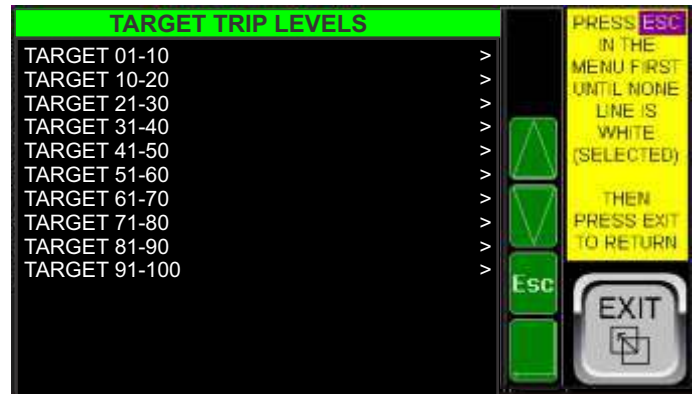 TARGET TRIP LEVELS
TARGET 01-10 >
TARGET 10-20 >
TARGET 21-30 >
TARGET 31-40 >
TARGET 41-50 >
TARGET 51-60 >
TARGET 61-70 >
TARGET 71-80 >
TARGET 81-90 >
TARGET 91-100 >
Esc
PRESS ESC
IN THE
MENU FIRST
UNTIL NONE
LINE IS
WHITE
(SELECTED)
THEN
PRESS EXIT
TO RETURN
EXIT